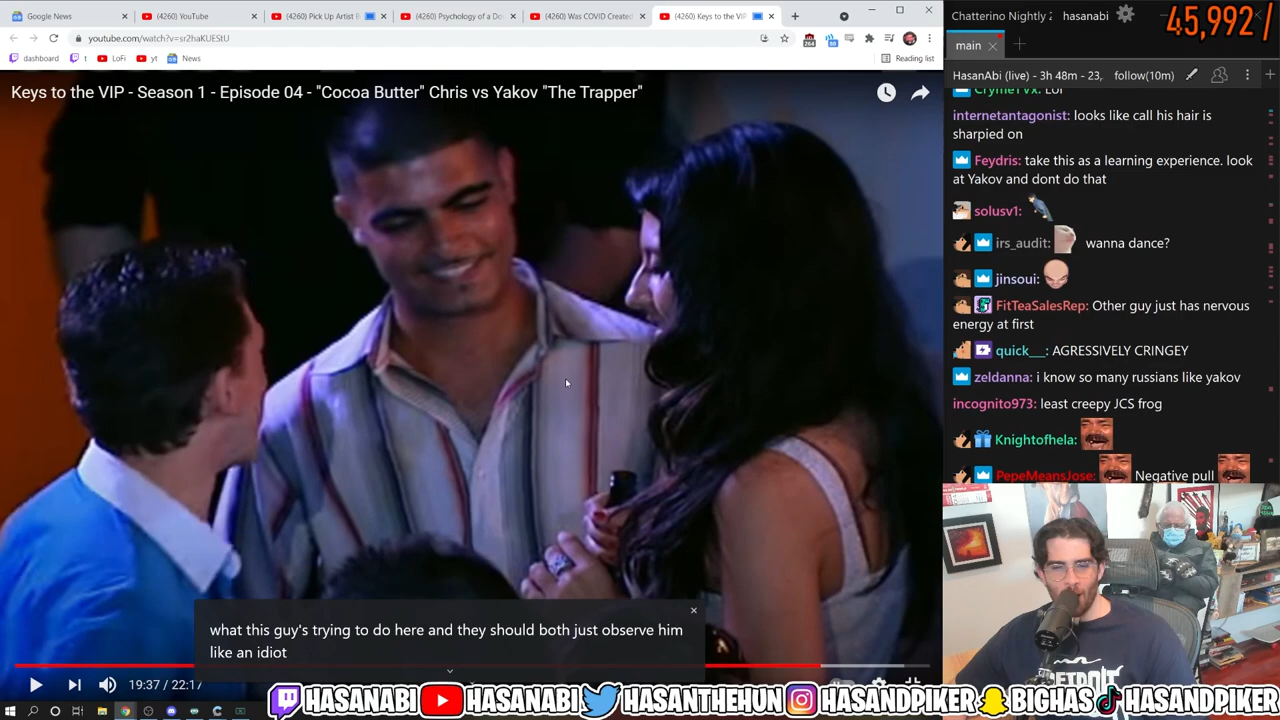 Google News
(4260) YouTube
(4260) Pick Up Artist B
(4260) Psychology of a Do
(4260) Was COVID Created
(4260) Keys to the VIP -
youtube.com/watch?v=sr2haKUEStU
264
dashboard
t
LoFi
yt
News
Reading list
Keys to the VIP - Season 1 - Episode 04 - "Cocoa Butter" Chris vs Yakov "The Trapper"
what this guy's trying to do here and they should both just observe him
like an idiot
19:37 / 22:17
Chatterino Nightly
hasanabi
45,992 /
main
HasanAbi (live) - 3h 48m - 23,
follow(10m)
CrymeTVx: Lol
internetantagonist: looks like call his hair is
sharpied on
Feydris: take this as a learning experience. look
at Yakov and dont do that
solusv1:
irs_audit: wanna dance?
jinsoui:
FitTeaSalesRep: Other guy just has nervous
energy at first
quick___: AGRESSIVELY CRINGEY
zeldanna: i know so many russians like yakov
incognito973: least creepy JCS frog
Knightofhela:
PepeMeansJose: Negative pull
DETROIT
HASANABI
HASANABI
HASANTHEHUN
HASANDPIKER
BIGHAS
HASANDPIKER